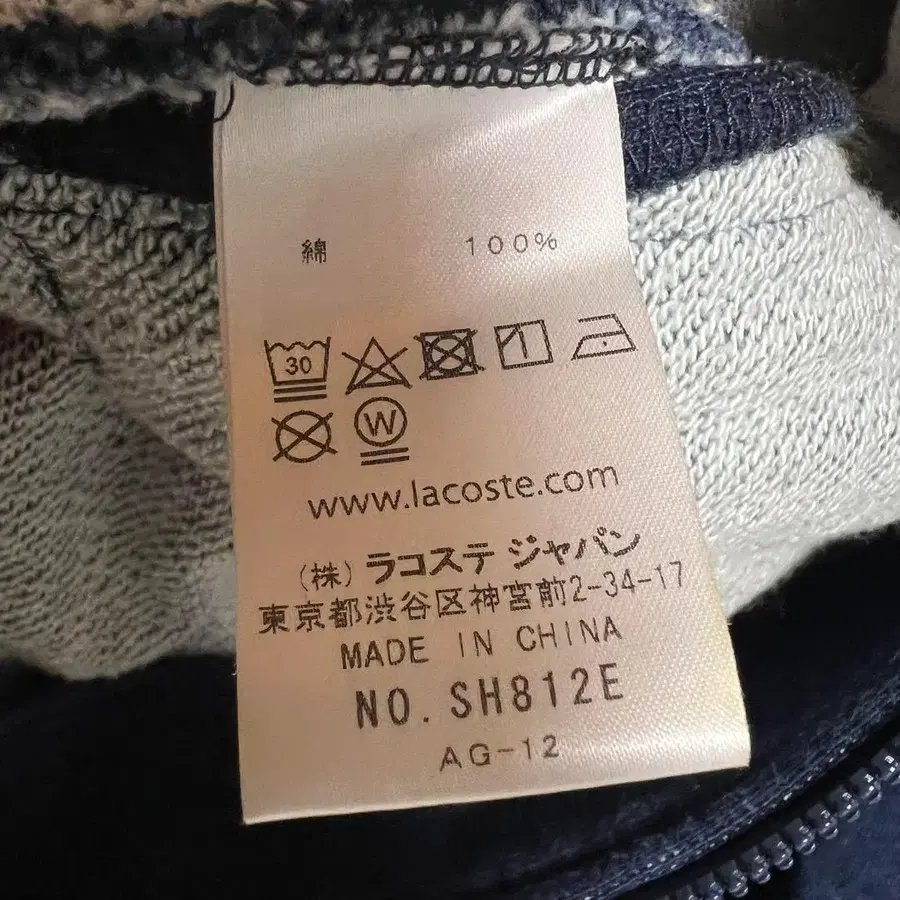 綿 100%
30
W
www.lacoste.com
(株) ラコステ ジャパン
東京都渋谷区神宮前2-34-17
MADE IN CHINA
NO. SH812E
AG-12